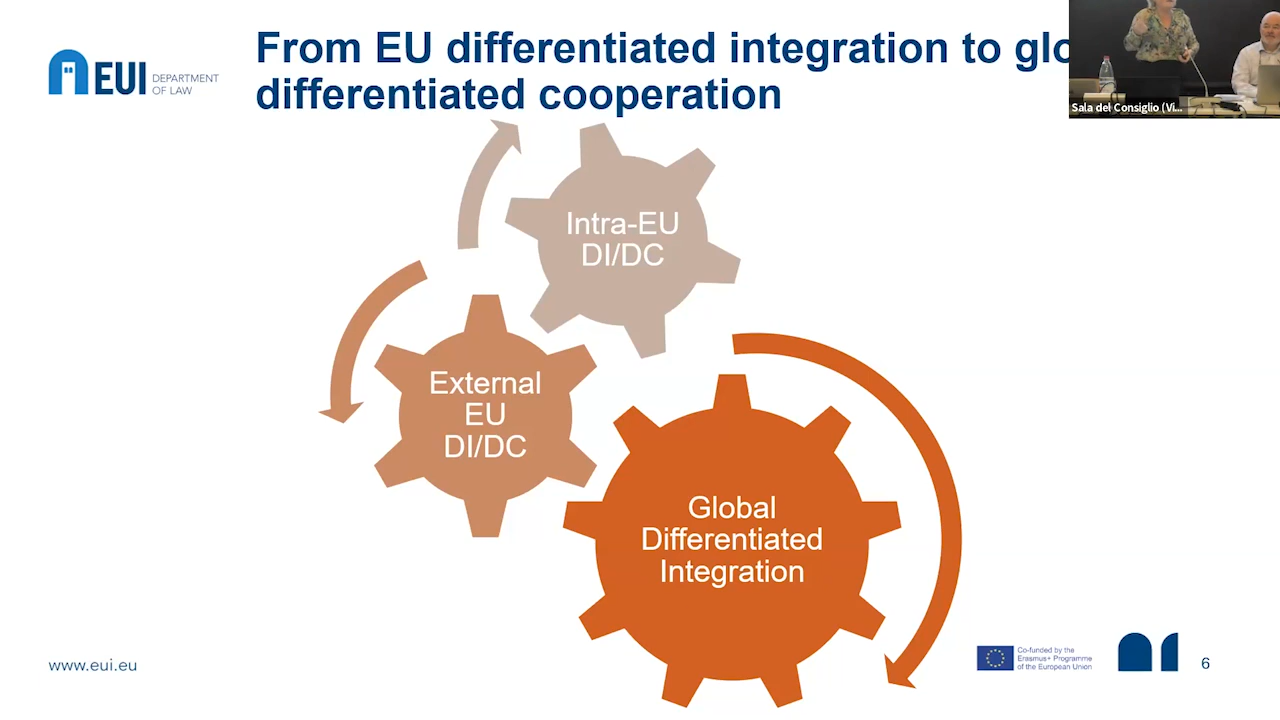 EUI DEPARTMENT
OF LAW
From EU differentiated integration to glo
differentiated cooperation
Sala del Consiglio (Vi...
Intra-EU
DI/DC
External
EU
DI/DC
Global
Differentiated
Integration
www.eui.eu
Co-funded by the
Erasmus+ Programme
of the European Union
6